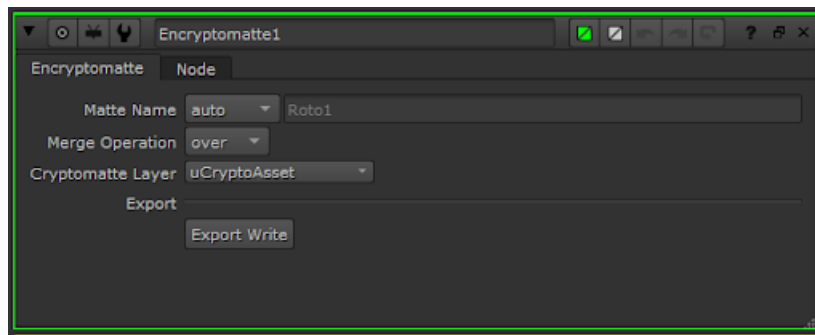 Encryptomatte1 ?
Encryptomatte Node
Matte Name auto Roto1
Merge Operation over
Cryptomatte Layer uCryptoAsset
Export
Export Write